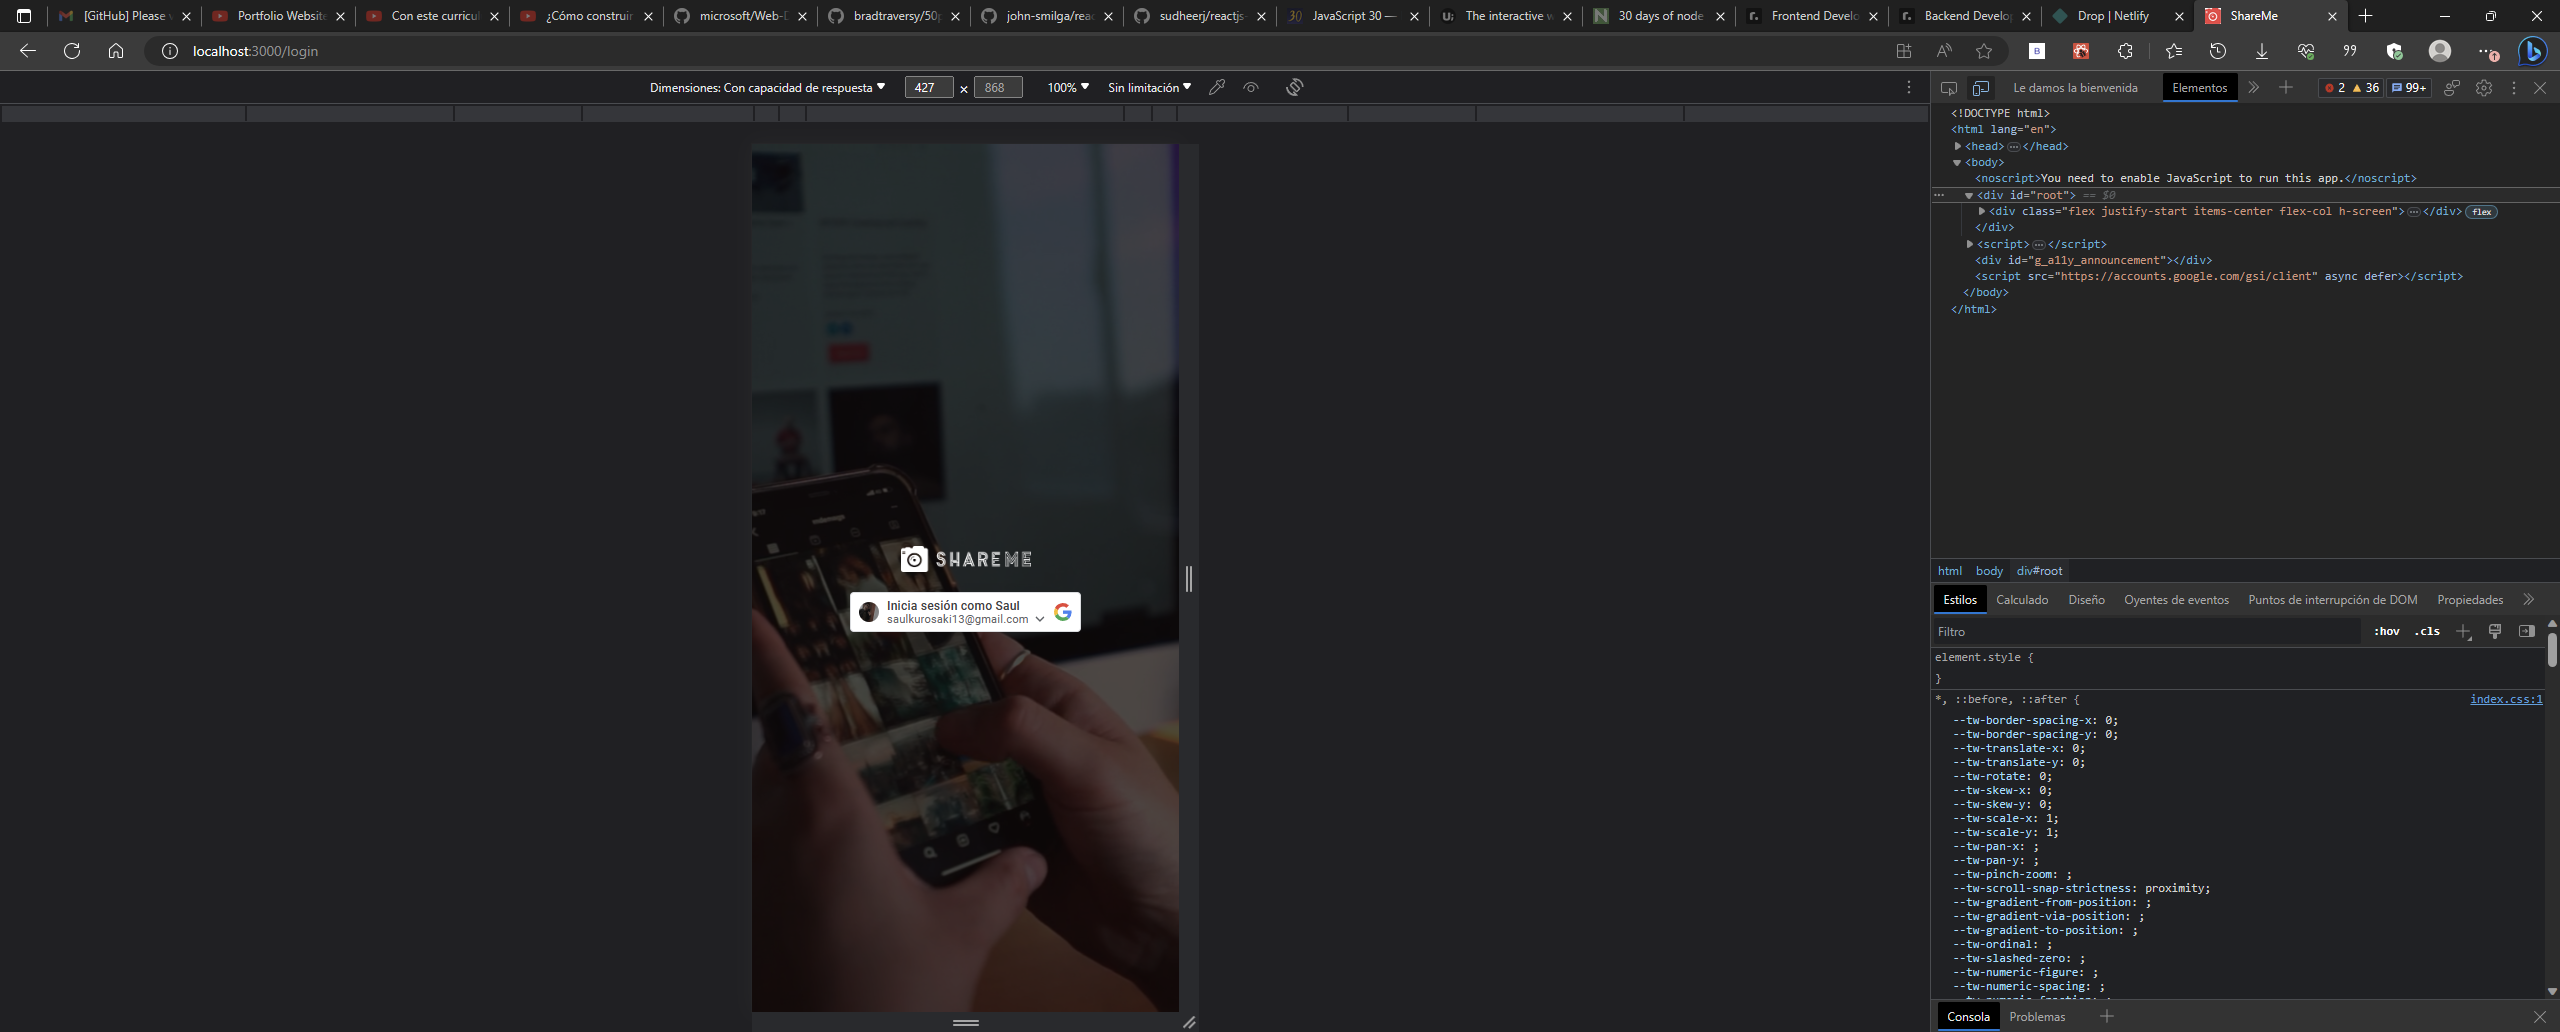 [GitHub] Please v
Portfolio Website
Con este curricul
¿Cómo construir
microsoft/Web-D
bradtraversy/50p
john-smilga/reac
sudheerj/reactjs-
JavaScript 30 —
The interactive w
30 days of node
Frontend Develo
Backend Develop
Drop | Netlify
ShareMe
localhost:3000/login
Dimensiones: Con capacidad de respuesta
427 × 868
100%
Sin limitación
Le damos la bienvenida
Elementos
2 36 99+
<!DOCTYPE html>
<html lang="en">
<head> … </head>
<body>
<noscript>You need to enable JavaScript to run this app.</noscript>
<div id="root"> == $0
<div class="flex justify-start items-center flex-col h-screen"> … </div> flex
</div>
<script> … </script>
<div id="g_a11y_announcement"></div>
<script src="https://accounts.google.com/gsi/client" async defer></script>
</body>
</html>
SHAREME
Inicia sesión como Saul
saulkurosaki13@gmail.com
html body div#root
Estilos Calculado Diseño Oyentes de eventos Puntos de interrupción de DOM Propiedades
Filtro
:hov .cls
element.style {
}
*, ::before, ::after {
index.css:1
--tw-border-spacing-x: 0;
--tw-border-spacing-y: 0;
--tw-translate-x: 0;
--tw-translate-y: 0;
--tw-rotate: 0;
--tw-skew-x: 0;
--tw-skew-y: 0;
--tw-scale-x: 1;
--tw-scale-y: 1;
--tw-pan-x: ;
--tw-pan-y: ;
--tw-pinch-zoom: ;
--tw-scroll-snap-strictness: proximity;
--tw-gradient-from-position: ;
--tw-gradient-via-position: ;
--tw-gradient-to-position: ;
--tw-ordinal: ;
--tw-slashed-zero: ;
--tw-numeric-figure: ;
--tw-numeric-spacing: ;
Consola Problemas